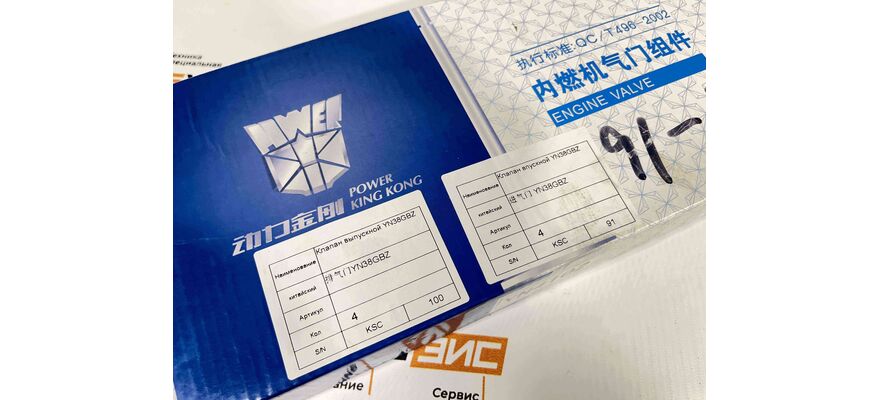 执行标准:QC/T496-2002
内燃机气门组件
ENGINE VALVE
91-
POWER
POWER
KING KONG
动力金刚
Наименование Клапан впускной YN38GBZ
китайский 进气门YN38GBZ
Артикул
Кол 4
S/N KSC 91
Наименование Клапан выпускной YN38GBZ
китайский 排气门YN38GBZ
Артикул
Кол 4
S/N KSC 100
ЭПС
Сервис